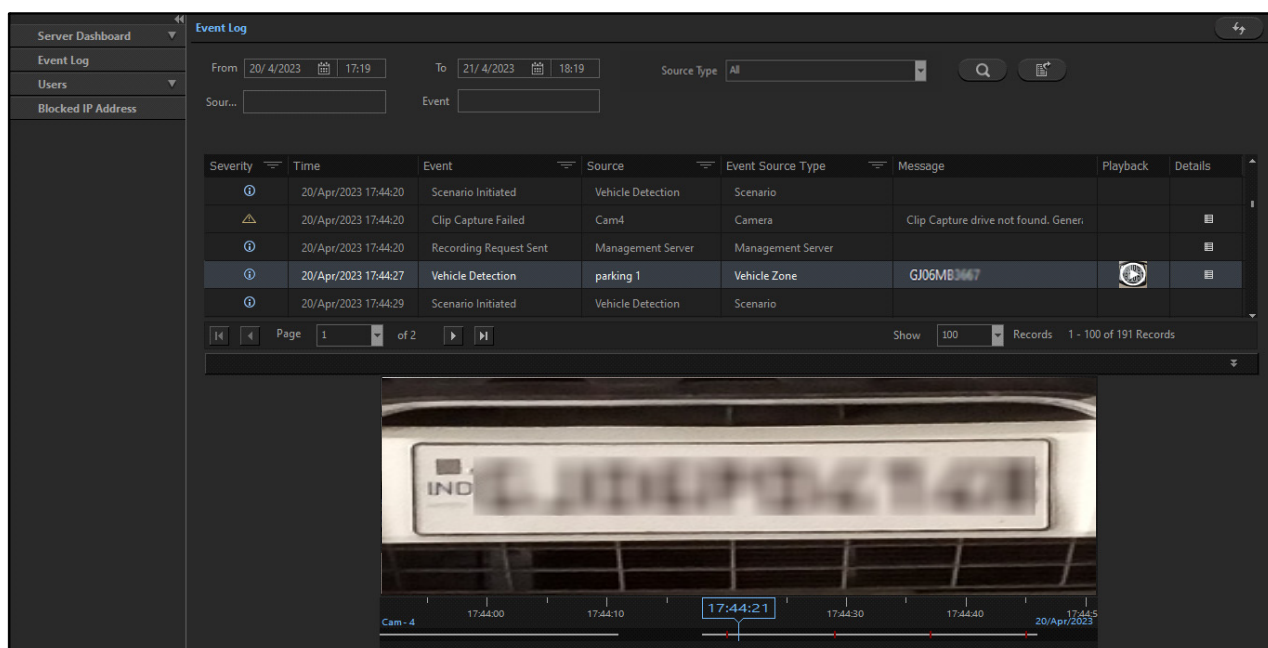 Server Dashboard
Event Log
Users
Blocked IP Address
Event Log
From 20/ 4/2023 17:19 To 21/ 4/2023 18:19 Source Type All
Sour... Event
Severity Time Event Source Event Source Type Message Playback Details
20/Apr/2023 17:44:20 Scenario Initiated Vehicle Detection Scenario
20/Apr/2023 17:44:20 Clip Capture Failed Cam4 Camera Clip Capture drive not found. Gener
20/Apr/2023 17:44:20 Recording Request Sent Management Server Management Server
20/Apr/2023 17:44:27 Vehicle Detection parking 1 Vehicle Zone GJ06MB
20/Apr/2023 17:44:29 Scenario Initiated Vehicle Detection Scenario
Page 1 of 2 Show 100 Records 1 - 100 of 191 Records
IND
17:44:00 17:44:10 17:44:21 17:44:30 17:44:40 17:44:5
Cam - 4 20/Apr/2023